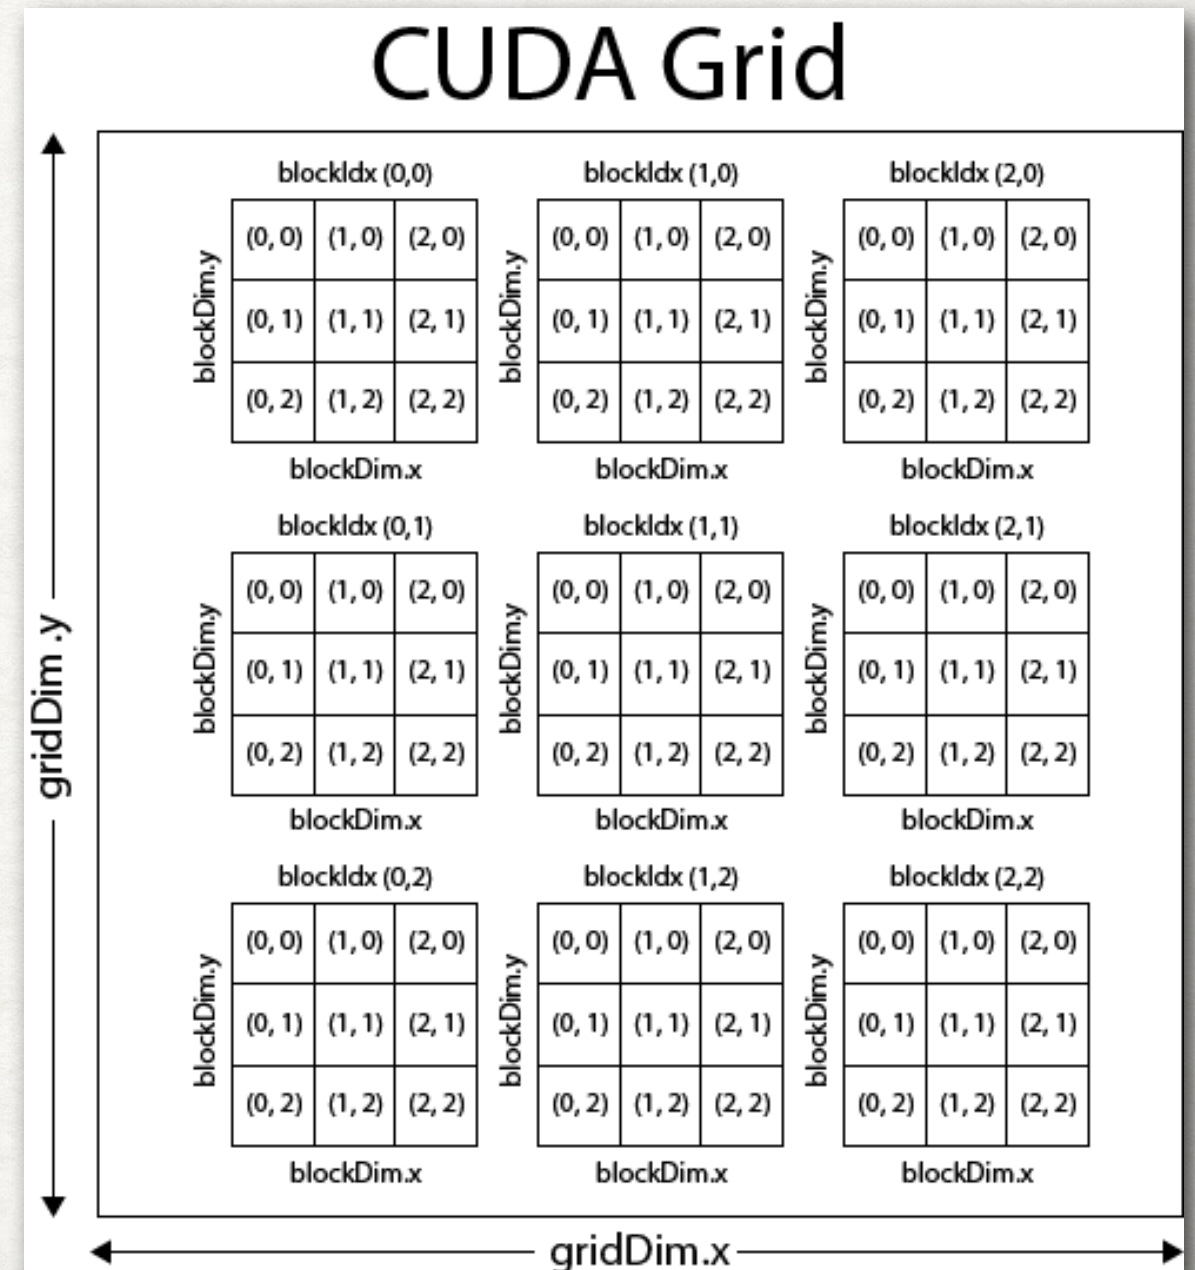 CUDA Grid
blockIdx (0,0) blockIdx (1,0) blockIdx (2,0)
blockDim.y (0, 0) (1, 0) (2, 0) blockDim.y (0, 0) (1, 0) (2, 0) blockDim.y (0, 0) (1, 0) (2, 0)
(0, 1) (1, 1) (2, 1) (0, 1) (1, 1) (2, 1) (0, 1) (1, 1) (2, 1)
(0, 2) (1, 2) (2, 2) (0, 2) (1, 2) (2, 2) (0, 2) (1, 2) (2, 2)
blockDim.x blockDim.x blockDim.x
blockIdx (0,1) blockIdx (1,1) blockIdx (2,1)
blockDim.y (0, 0) (1, 0) (2, 0) blockDim.y (0, 0) (1, 0) (2, 0) blockDim.y (0, 0) (1, 0) (2, 0)
(0, 1) (1, 1) (2, 1) (0, 1) (1, 1) (2, 1) (0, 1) (1, 1) (2, 1)
(0, 2) (1, 2) (2, 2) (0, 2) (1, 2) (2, 2) (0, 2) (1, 2) (2, 2)
blockDim.x blockDim.x blockDim.x
gridDim .y
blockIdx (0,2) blockIdx (1,2) blockIdx (2,2)
blockDim.y (0, 0) (1, 0) (2, 0) blockDim.y (0, 0) (1, 0) (2, 0) blockDim.y (0, 0) (1, 0) (2, 0)
(0, 1) (1, 1) (2, 1) (0, 1) (1, 1) (2, 1) (0, 1) (1, 1) (2, 1)
(0, 2) (1, 2) (2, 2) (0, 2) (1, 2) (2, 2) (0, 2) (1, 2) (2, 2)
blockDim.x blockDim.x blockDim.x
gridDim.x